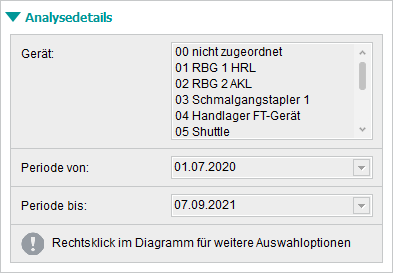 Analysedetails
Gerät:
00 nicht zugeordnet
01 RBG 1 HRL
02 RBG 2 AKL
03 Schmalgangstapler 1
04 Handlager FT-Gerät
05 Shuttle
Periode von:
01.07.2020
Periode bis:
07.09.2021
Rechtsklick im Diagramm für weitere Auswahloptionen